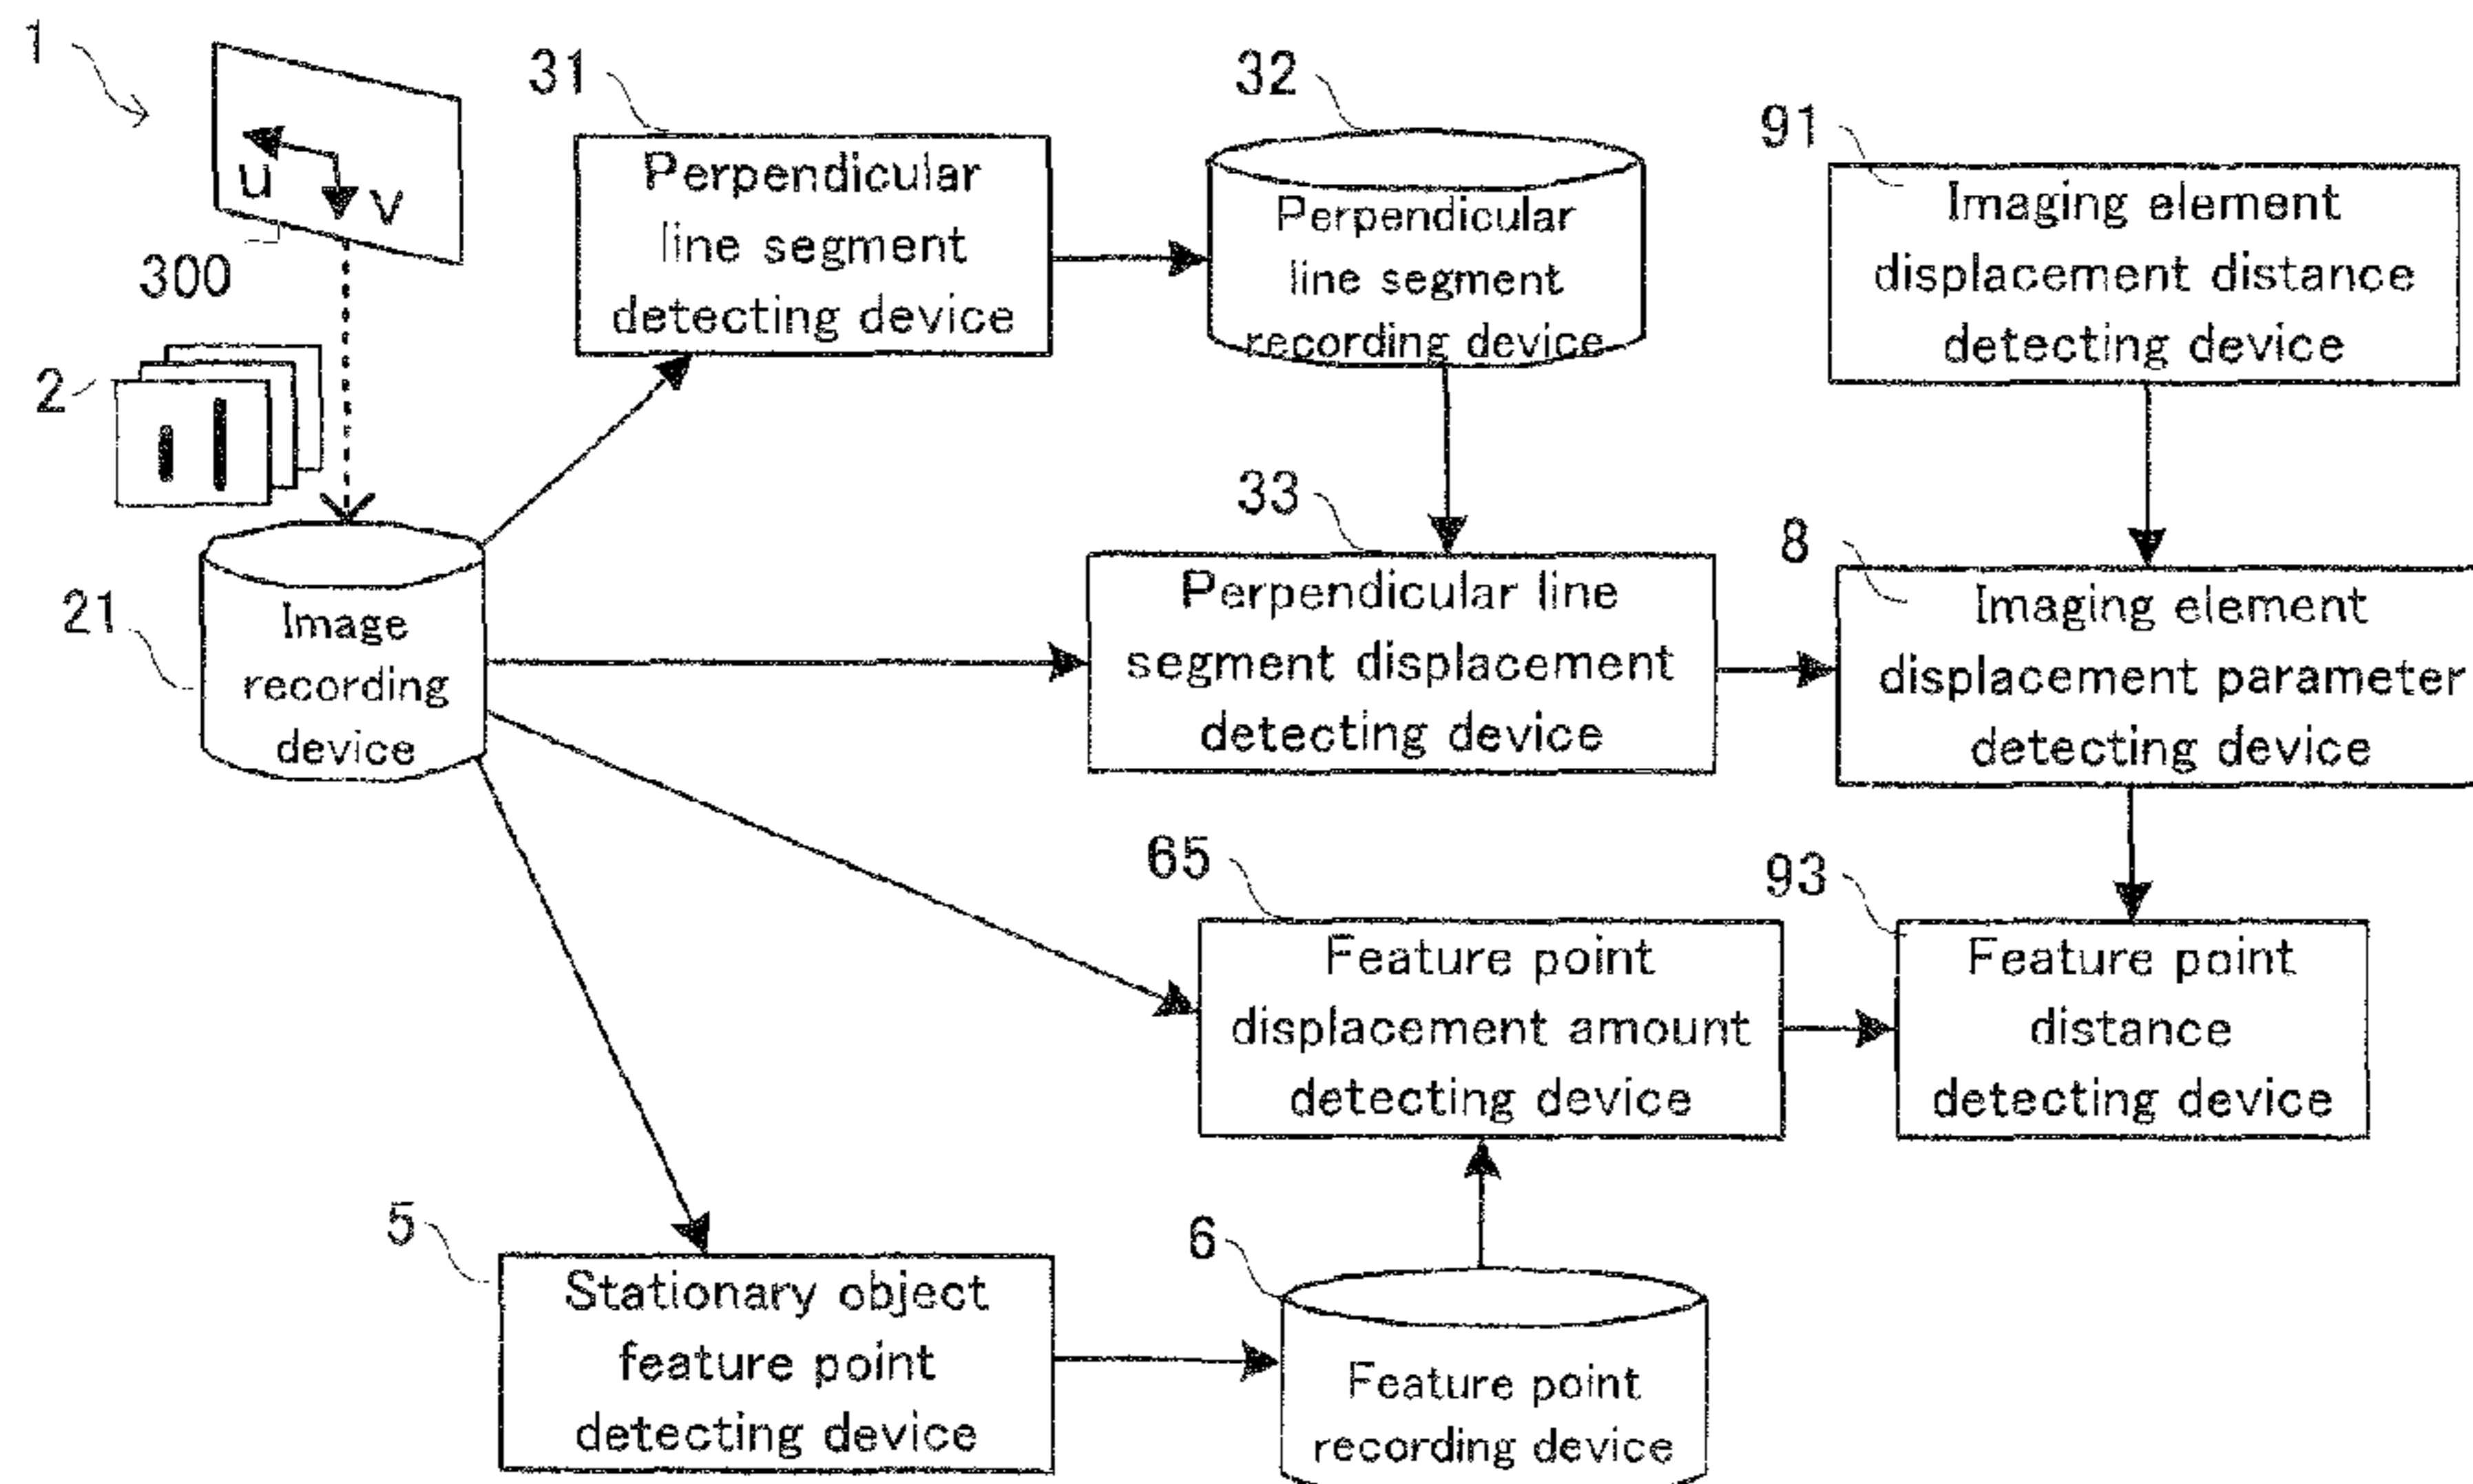 1
u
v
300
2
31
Perpendicular
line segment
detecting device
32
Perpendicular
line segment
recording device
91
Imaging element
displacement distance
detecting device
21
Image
recording
device
33
Perpendicular line
segment displacement
detecting device
8
Imaging element
displacement parameter
detecting device
65
Feature point
displacement amount
detecting device
93
Feature point
distance
detecting device
5
Stationary object
feature point
detecting device
6
Feature point
recording device